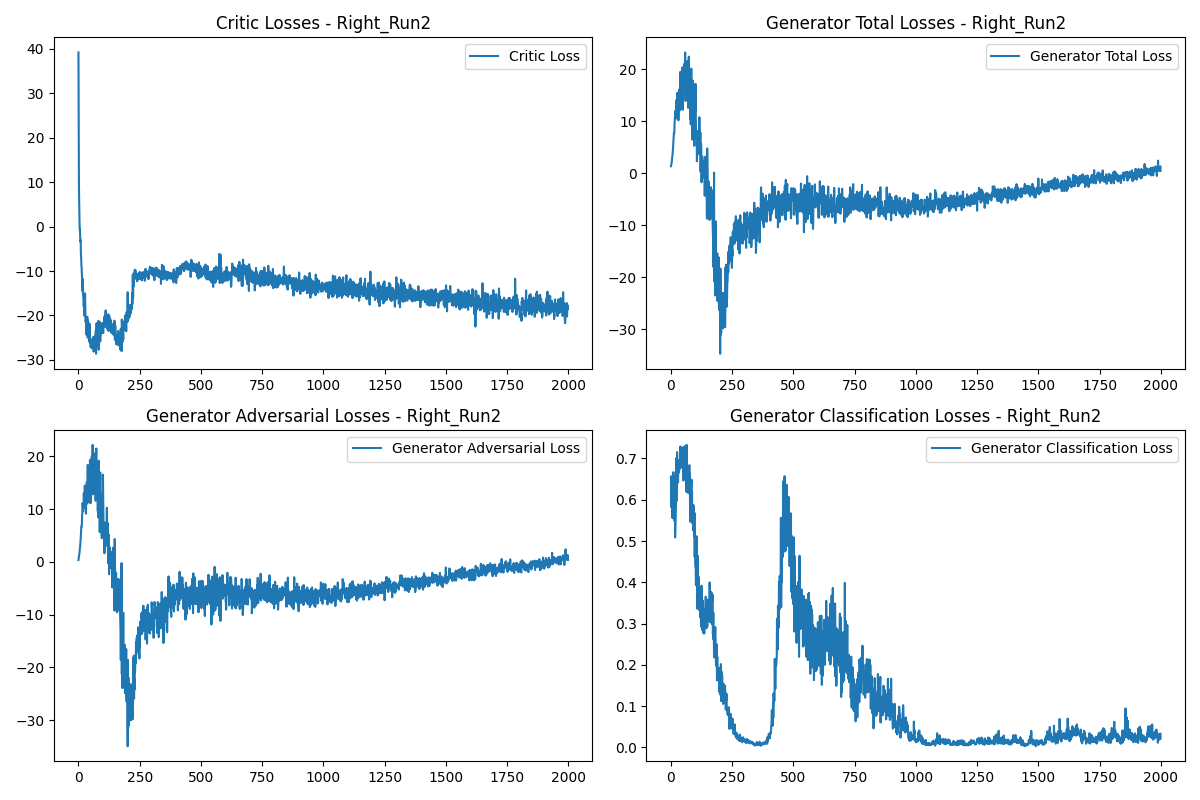 Critic Losses - Right_Run2
Critic Loss
40
30
20
10
0
−10
−20
−30
0 250 500 750 1000 1250 1500 1750 2000
Generator Total Losses - Right_Run2
Generator Total Loss
20
10
0
−10
−20
−30
0 250 500 750 1000 1250 1500 1750 2000
Generator Adversarial Losses - Right_Run2
Generator Adversarial Loss
20
10
0
−10
−20
−30
0 250 500 750 1000 1250 1500 1750 2000
Generator Classification Losses - Right_Run2
Generator Classification Loss
0.7
0.6
0.5
0.4
0.3
0.2
0.1
0.0
0 250 500 750 1000 1250 1500 1750 2000